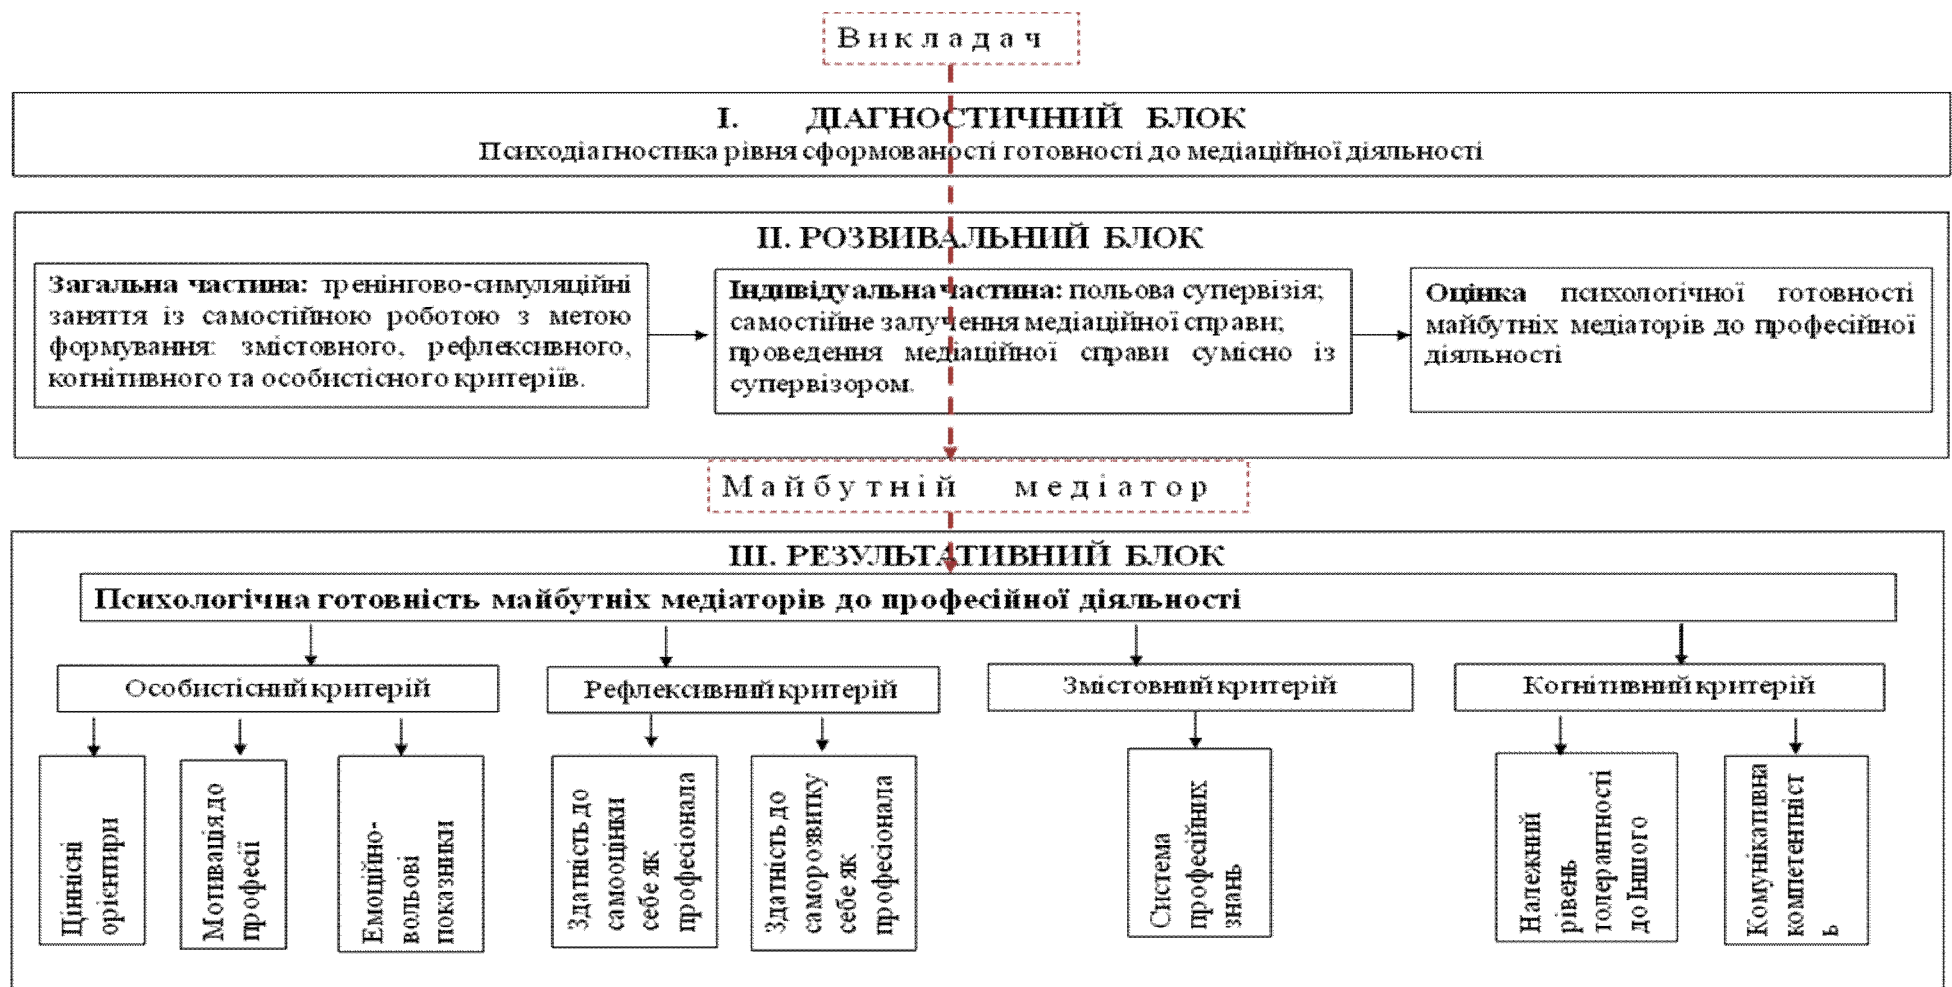 Викладач
I. ДІАГНОСТИЧНИЙ БЛОК
Психодіагностика рівня сформованості готовності до медіаційної діяльності
II. РОЗВИВАЛЬНИЙ БЛОК
Загальна частина: тренінгово-симуляційні
заняття із самостійною роботою з метою
формування: змістовного, рефлексивного,
когнітивного та особистісного критеріїв.
Індивідуальна частина: польова супервізія;
самостійне залучення медіаційної справи;
проведення медіаційної справи сумісно із
супервізором.
Оцінка психологічної готовності
майбутніх медіаторів до професійної
діяльності
Майбутній медіатор
III. РЕЗУЛЬТАТИВНИЙ БЛОК
Психологічна готовність майбутніх медіаторів до професійної діяльності
Особистісний критерій
Рефлексивний критерій
Змістовний критерій
Когнітивний критерій
Ціннісні
орієнтири
Мотивація до
професії
Емоційно-
вольові
показники
Здатність до
самооцінки
себе як
професіонала
Здатність до
саморозвитку
себе як
професіонала
Система
професійних
знань
Належний
рівень
толерантності
до Іншого
Комунікативна
компетентніст
ь